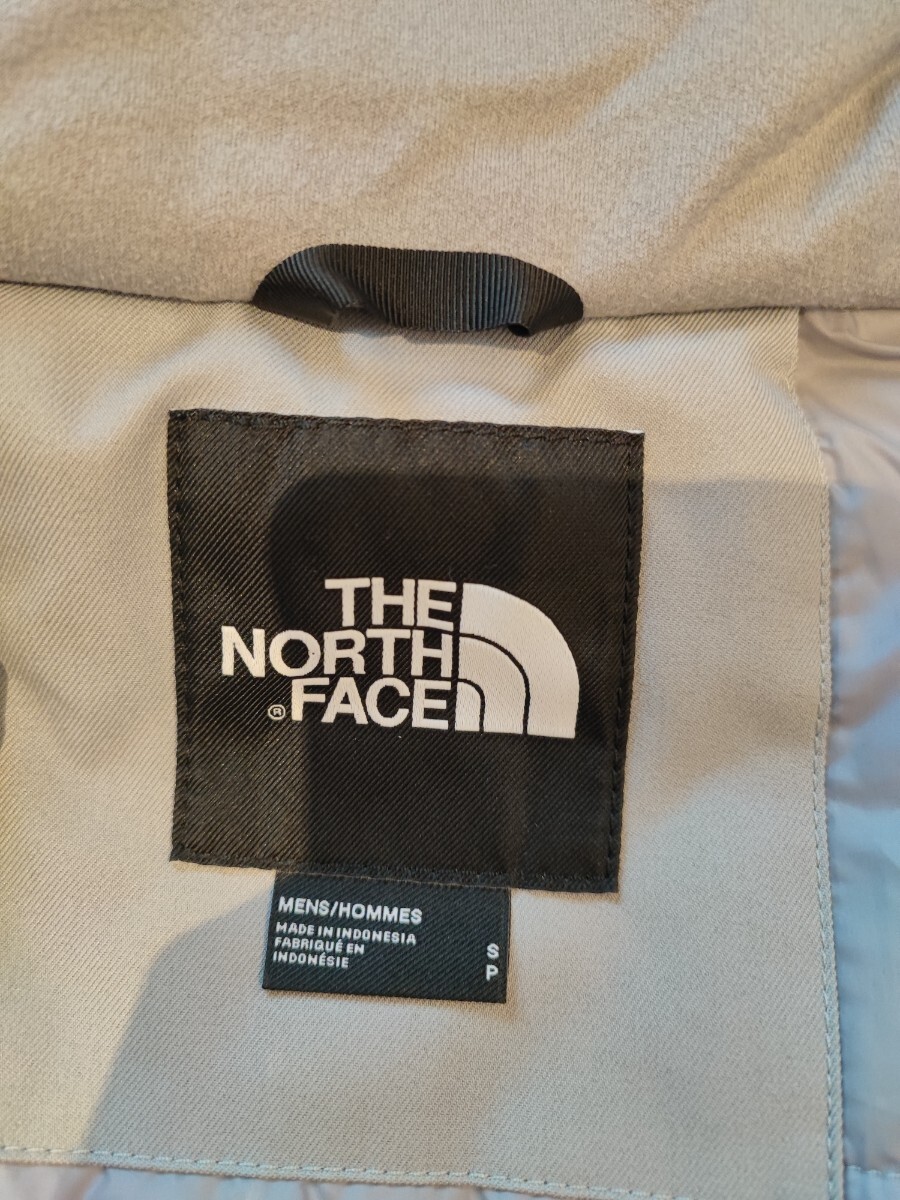 THE
NORTH
® FACE
MENS/HOMMES
MADE IN INDONESIA
FABRIQUÉ EN
INDONÉSIE
S
P